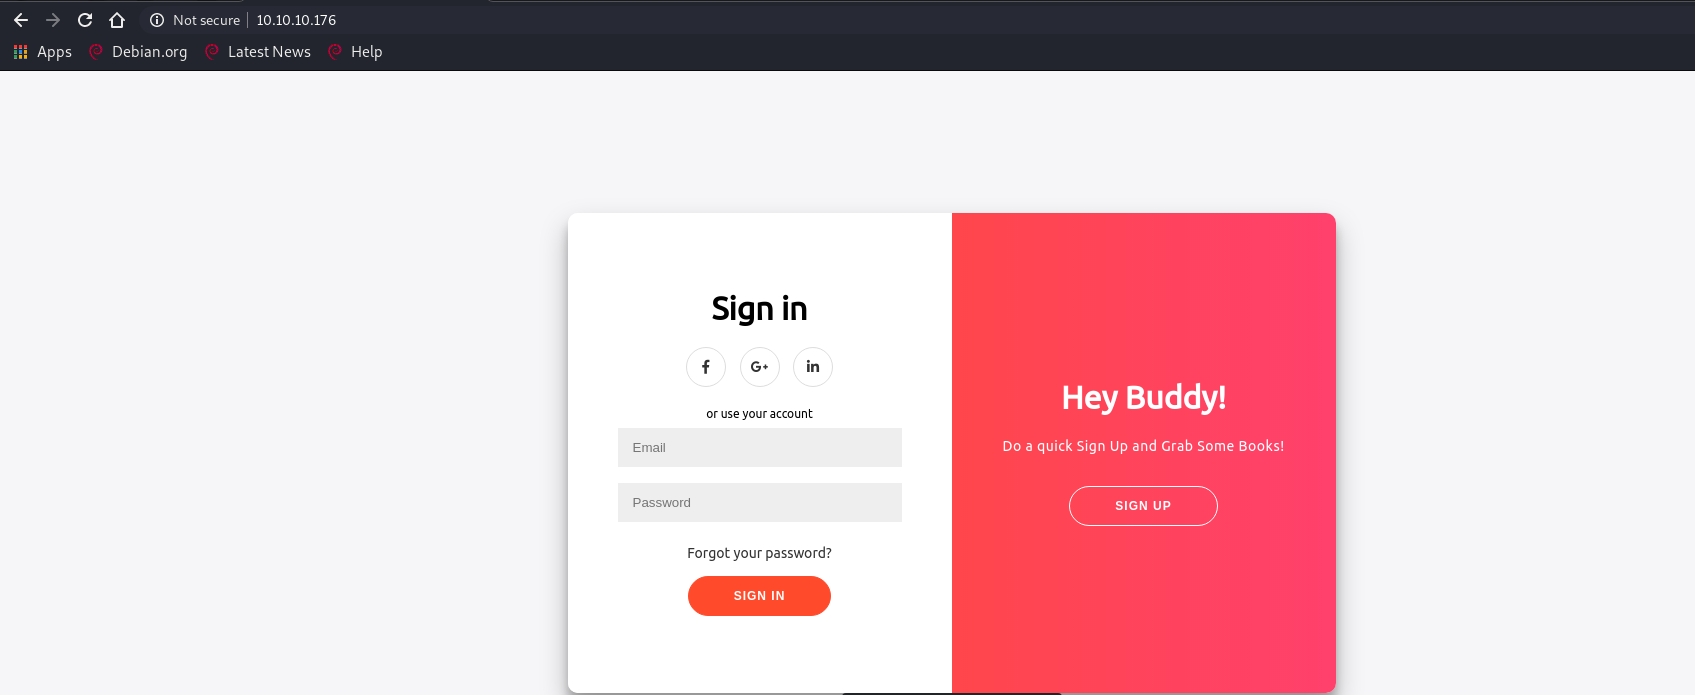 Not secure 10.10.10.176
Apps Debian.org Latest News Help
Sign in
f G+ in
or use your account
Email
Password
Forgot your password?
SIGN IN
Hey Buddy!
Do a quick Sign Up and Grab Some Books!
SIGN UP